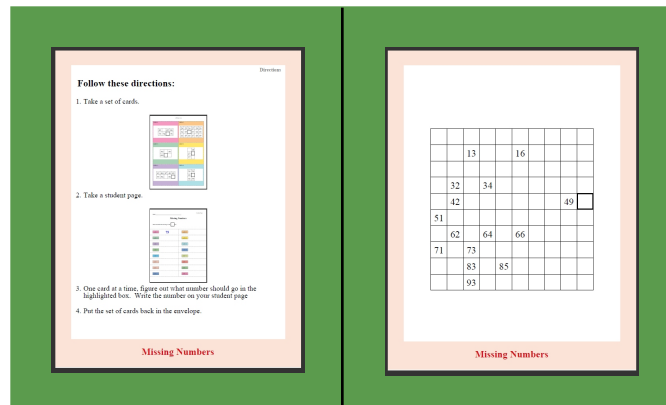 Directions
Follow these directions:
1. Take a set of cards.
2. Take a student page.
3. One card at a time, figure out what number should go in the
highlighted box. Write the number on your student page
4. Put the set of cards back in the envelope.
Missing Numbers
13 16
32 34
42 49
51
62 64 66
71 73
83 85
93
Missing Numbers